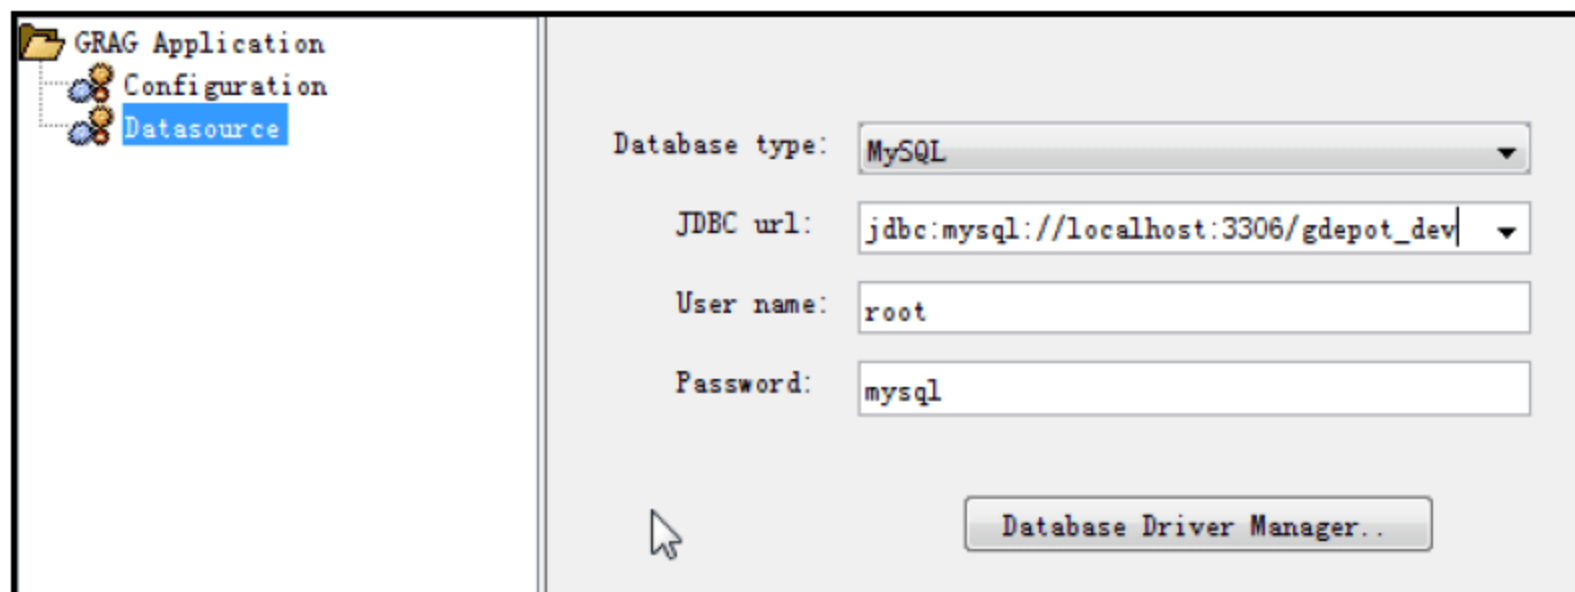 GRAG Application
Configuration
Datasource
Database type:
MySQL
JDBC url:
jdbc:mysql://localhost:3306/gdepot_dev
User name:
root
Password:
mysql
Database Driver Manager..